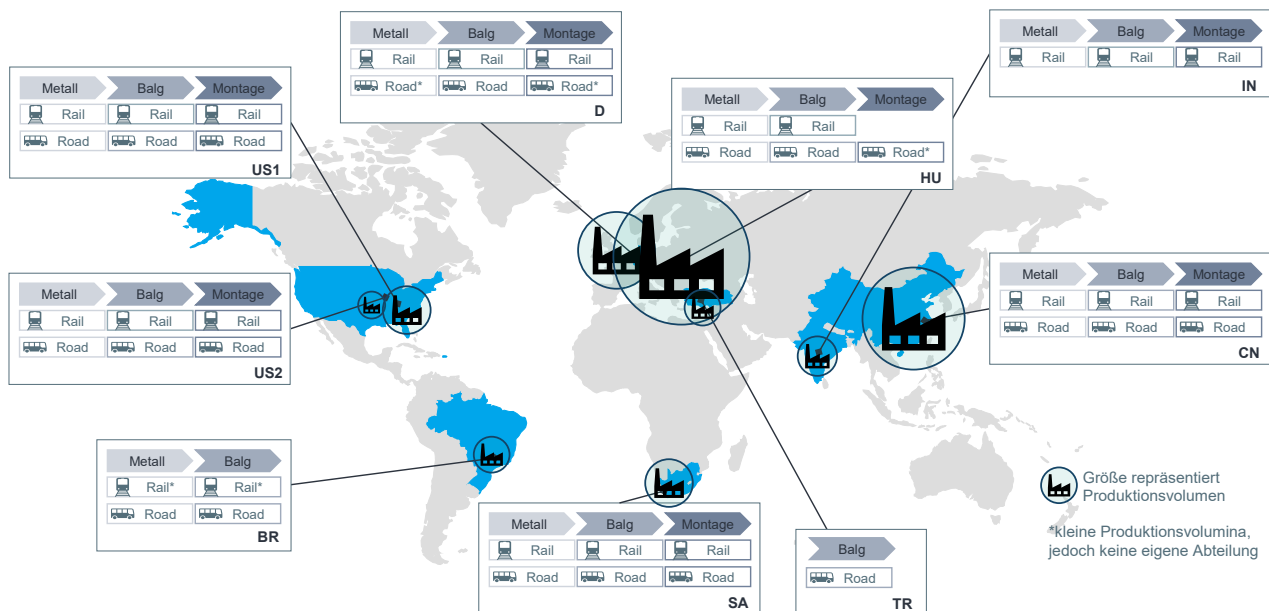 Metall Balg Montage
Rail Rail Rail
Road* Road Road*
D
Metall Balg Montage
Rail Rail Rail
IN
Metall Balg Montage
Rail Rail Rail
Road Road Road
US1
Metall Balg Montage
Rail Rail
Road Road Road*
HU
Metall Balg Montage
Rail Rail Rail
Road Road Road
US2
Metall Balg Montage
Rail Rail Rail
Road Road Road
CN
Metall Balg
Rail* Rail*
Road Road
BR
Metall Balg Montage
Rail Rail Rail
Road Road Road
SA
Balg
Road
TR
Größe repräsentiert
Produktionsvolumen
*kleine Produktionsvolumina,
jedoch keine eigene Abteilung